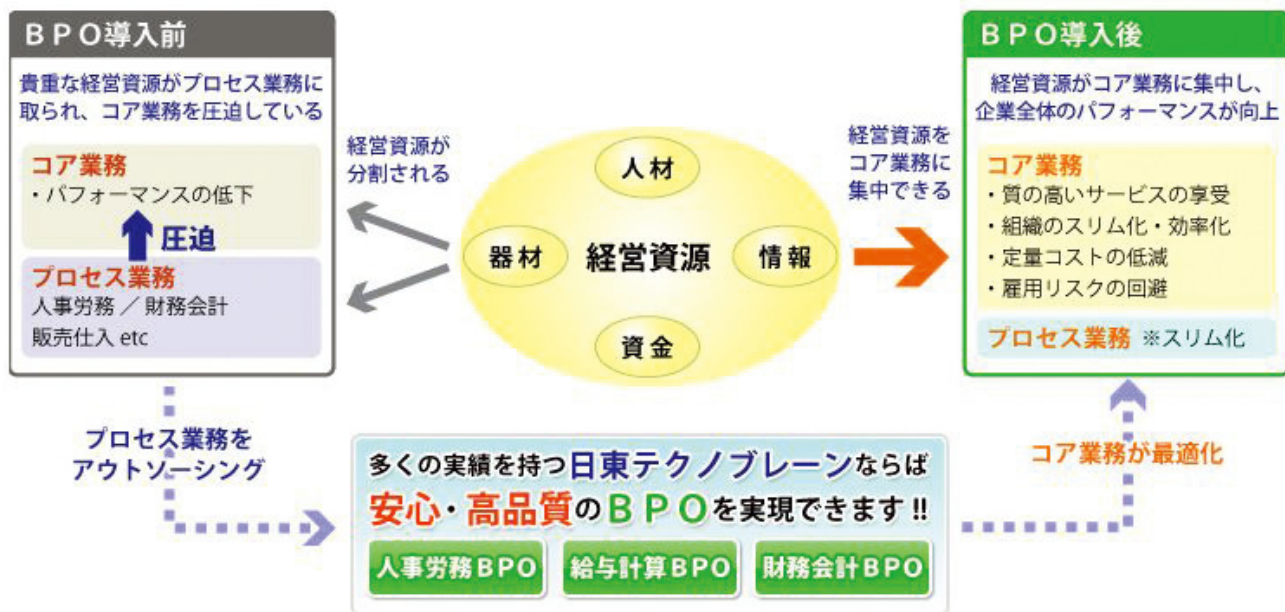 BPO導入前
貴重な経営資源がプロセス業務に
取られ、コア業務を圧迫している
コア業務
・パフォーマンスの低下
圧迫
プロセス業務
人事労務 ／ 財務会計
販売仕入 etc
経営資源が
分割される
人材
器材
経営資源
情報
資金
経営資源を
コア業務に
集中できる
BPO導入後
経営資源がコア業務に集中し、
企業全体のパフォーマンスが向上
コア業務
・質の高いサービスの享受
・組織のスリム化・効率化
・定量コストの低減
・雇用リスクの回避
プロセス業務 ※スリム化
プロセス業務を
アウトソーシング
多くの実績を持つ日東テクノブレーンならば
安心・高品質のBPOを実現できます!!
人事労務BPO
給与計算BPO
財務会計BPO
コア業務が最適化